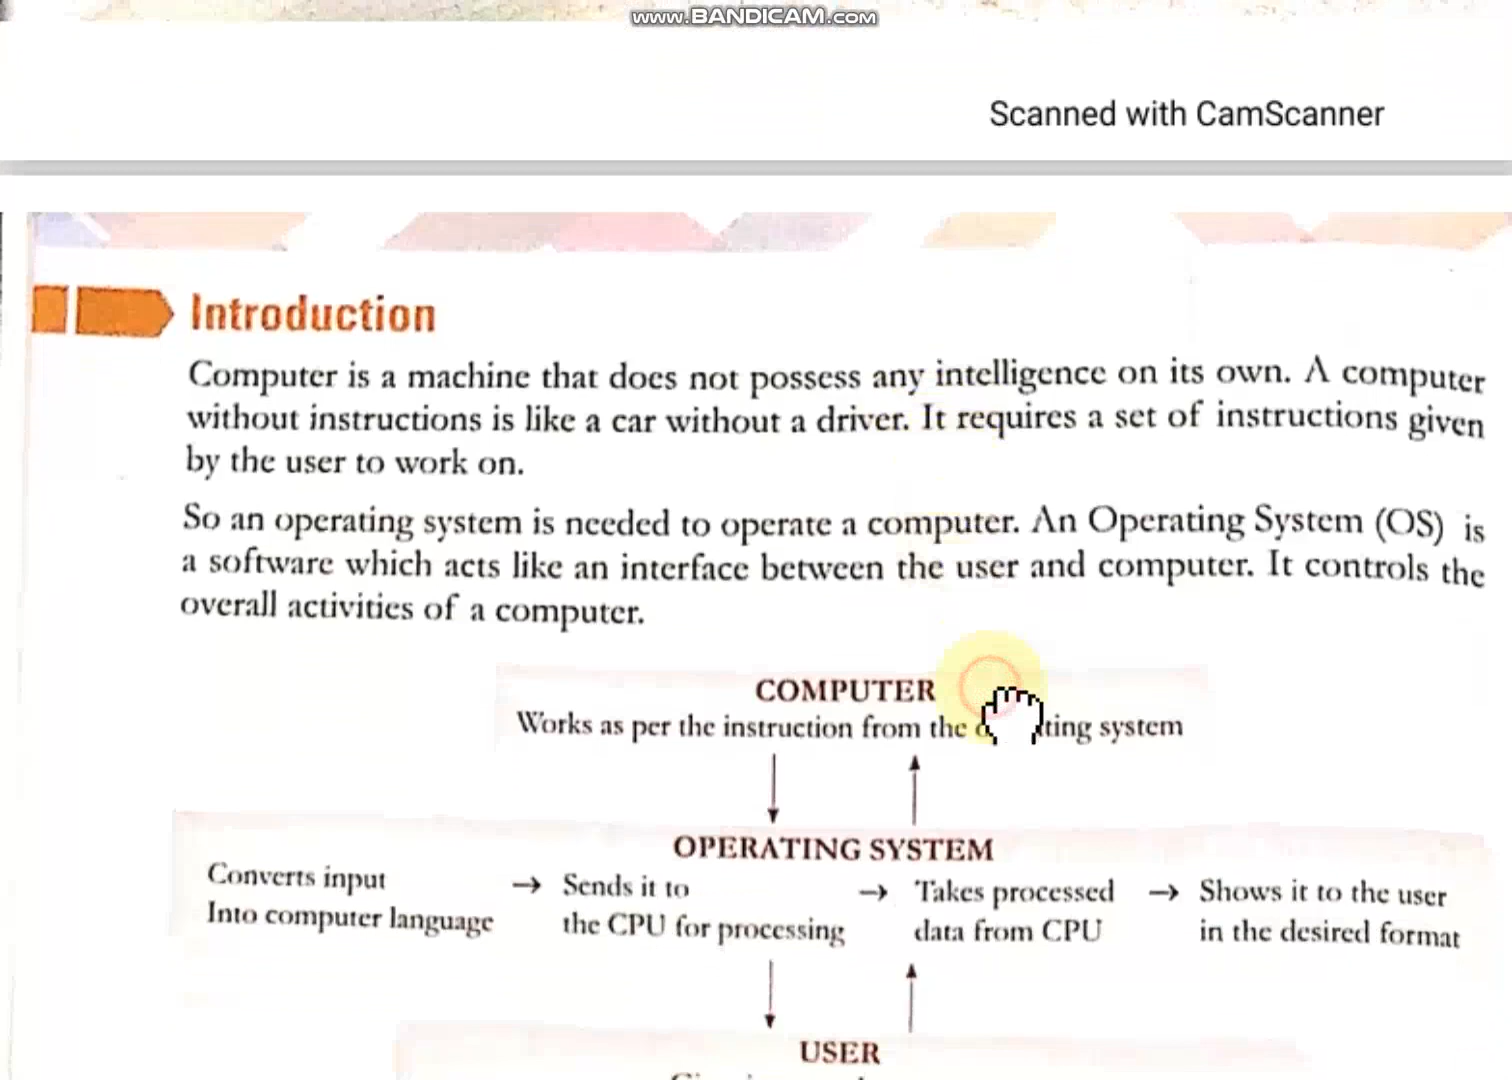 www.BANDICAM.com
Scanned with CamScanner
Introduction
Computer is a machine that does not possess any intelligence on its own. A computer
without instructions is like a car without a driver. It requires a set of instructions given
by the user to work on.
So an operating system is needed to operate a computer. An Operating System (OS) is
a software which acts like an interface between the user and computer. It controls the
overall activities of a computer.
COMPUTER
Works as per the instruction from the system
OPERATING SYSTEM
Converts input → Sends it to → Takes processed → Shows it to the user
Into computer language the CPU for processing data from CPU in the desired format
USER